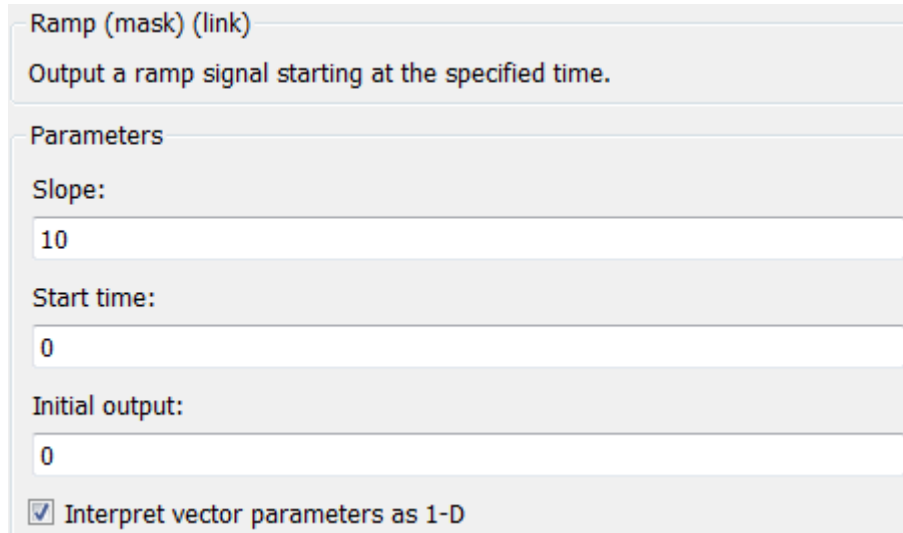 Ramp (mask) (link)
Output a ramp signal starting at the specified time.
Parameters
Slope:
10
Start time:
0
Initial output:
0
Interpret vector parameters as 1-D